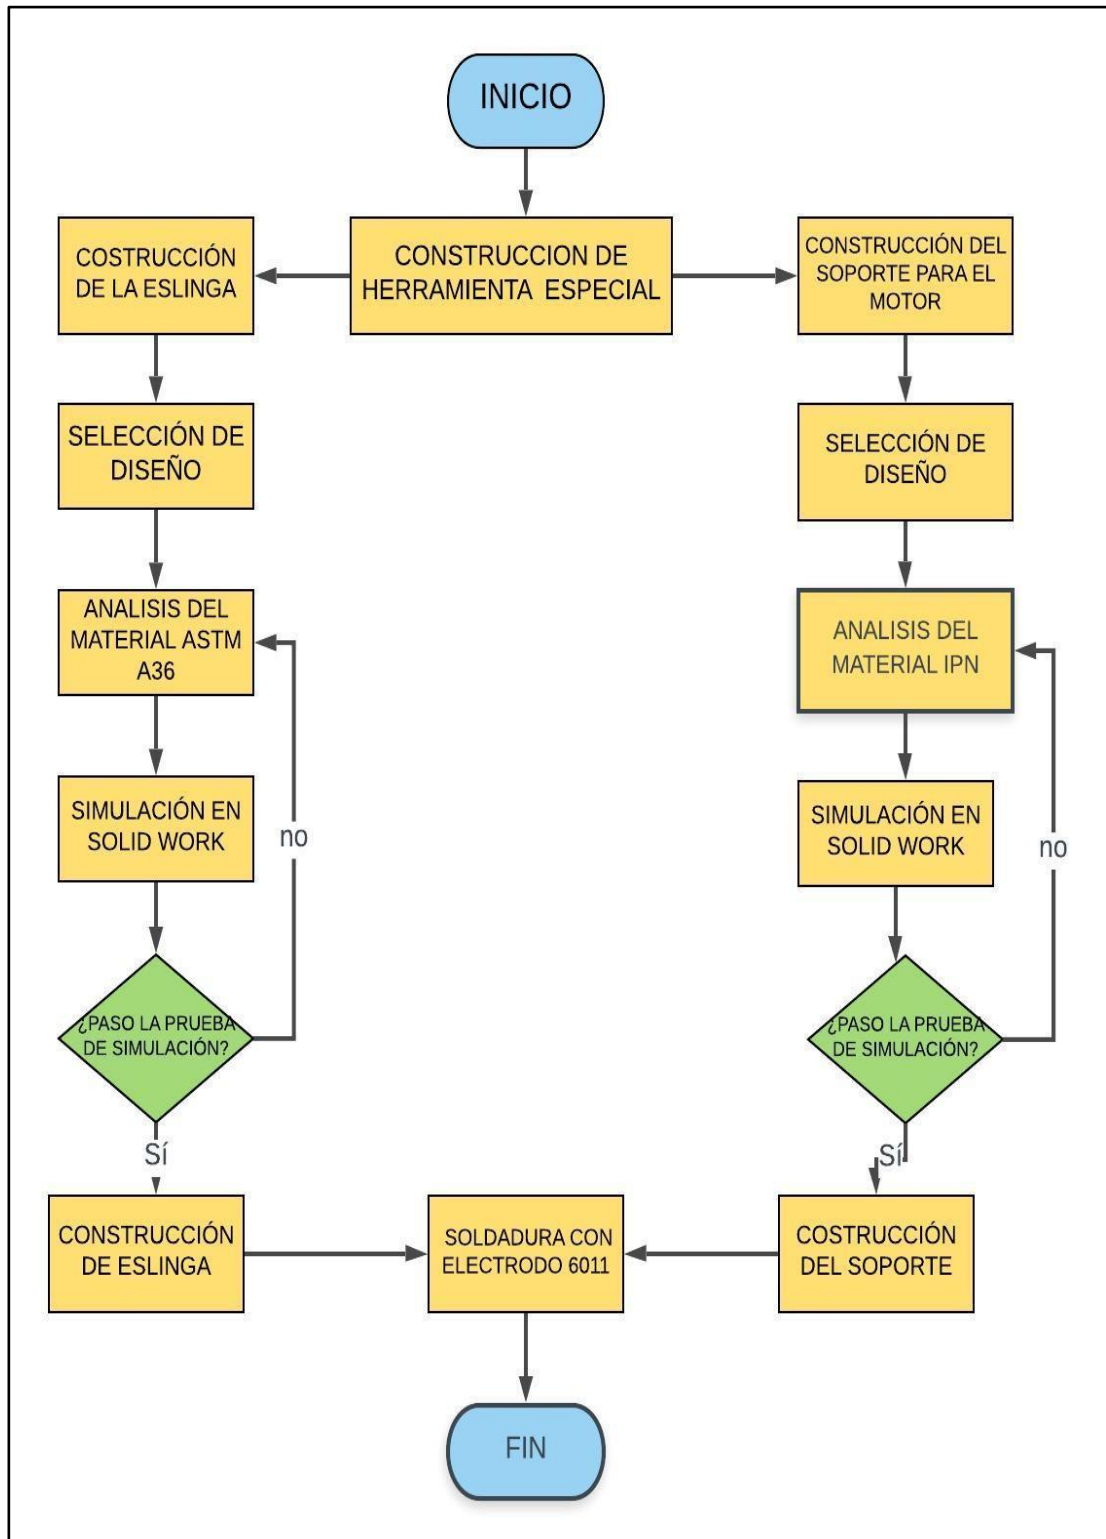 INICIO
COSTRUCCIÓN
DE LA ESLINGA
CONSTRUCCION DE
HERRAMIENTA ESPECIAL
CONSTRUCCIÓN DEL
SOPORTE PARA EL
MOTOR
SELECCIÓN DE
DISEÑO
SELECCIÓN DE
DISEÑO
ANALISIS DEL
MATERIAL ASTM
A36
ANALISIS DEL
MATERIAL IPN
SIMULACIÓN EN
SOLID WORK
no
SIMULACIÓN EN
SOLID WORK
no
¿PASO LA PRUEBA
DE SIMULACIÓN?
¿PASO LA PRUEBA
DE SIMULACIÓN?
Sí
Sí
CONSTRUCCIÓN
DE ESLINGA
SOLDADURA CON
ELECTRODO 6011
COSTRUCCIÓN
DEL SOPORTE
FIN